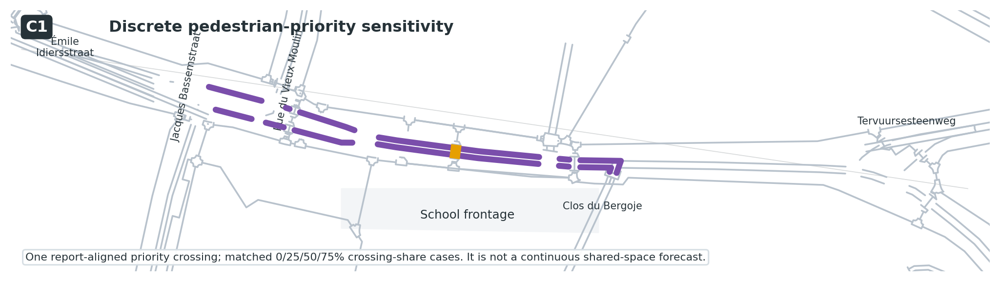 C1
Discrete pedestrian-priority sensitivity
Émile
Idiersstraat
Jacques Bassemstraat
Rue du Vieux Moulin
Tervuursesteenweg
Clos du Bergoje
School frontage
One report-aligned priority crossing; matched 0/25/50/75% crossing-share cases. It is not a continuous shared-space forecast.